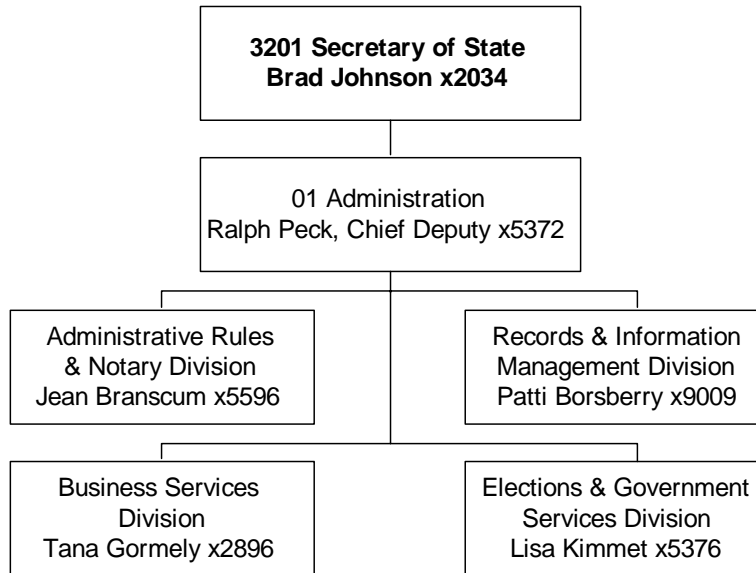 3201 Secretary of State
Brad Johnson x2034
01 Administration
Ralph Peck, Chief Deputy x5372
Administrative Rules
& Notary Division
Jean Branscum x5596
Records & Information
Management Division
Patti Borsberry x9009
Business Services
Division
Tana Gormely x2896
Elections & Government
Services Division
Lisa Kimmet x5376